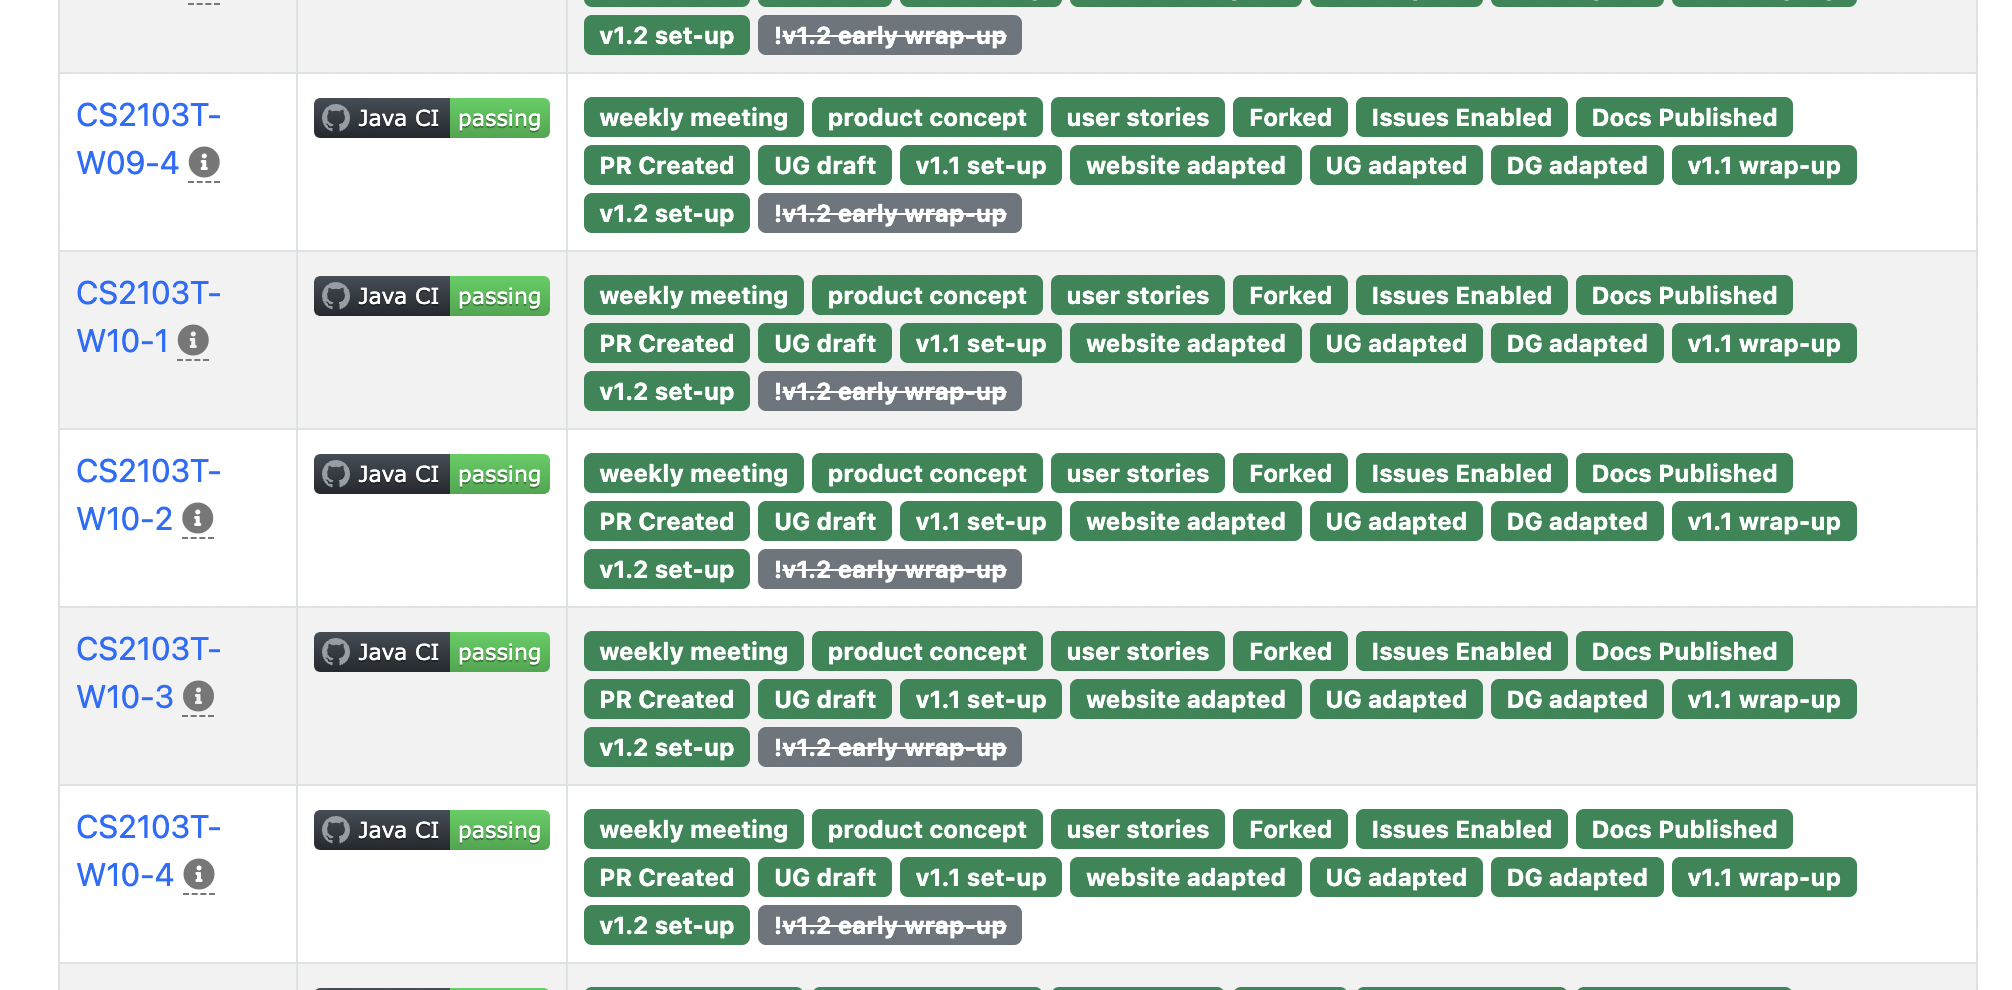 v1.2 set-up !v1.2 early wrap-up
CS2103T-
W09-4
Java CI passing
weekly meeting product concept user stories Forked Issues Enabled Docs Published
PR Created UG draft v1.1 set-up website adapted UG adapted DG adapted v1.1 wrap-up
v1.2 set-up !v1.2 early wrap-up
CS2103T-
W10-1
Java CI passing
weekly meeting product concept user stories Forked Issues Enabled Docs Published
PR Created UG draft v1.1 set-up website adapted UG adapted DG adapted v1.1 wrap-up
v1.2 set-up !v1.2 early wrap-up
CS2103T-
W10-2
Java CI passing
weekly meeting product concept user stories Forked Issues Enabled Docs Published
PR Created UG draft v1.1 set-up website adapted UG adapted DG adapted v1.1 wrap-up
v1.2 set-up !v1.2 early wrap-up
CS2103T-
W10-3
Java CI passing
weekly meeting product concept user stories Forked Issues Enabled Docs Published
PR Created UG draft v1.1 set-up website adapted UG adapted DG adapted v1.1 wrap-up
v1.2 set-up !v1.2 early wrap-up
CS2103T-
W10-4
Java CI passing
weekly meeting product concept user stories Forked Issues Enabled Docs Published
PR Created UG draft v1.1 set-up website adapted UG adapted DG adapted v1.1 wrap-up
v1.2 set-up !v1.2 early wrap-up